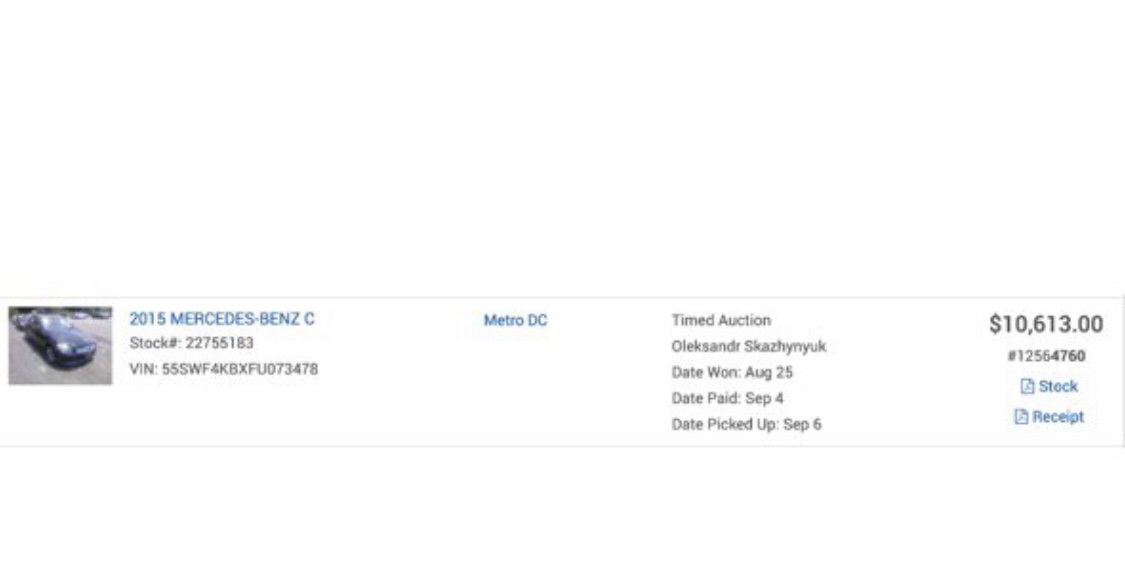 2015 MERCEDES-BENZ C
Stock#: 22755183
VIN: 55SWF4KBXFU073478
Metro DC
Timed Auction
Oleksandr Skazhynyuk
Date Won: Aug 25
Date Paid: Sep 4
Date Picked Up: Sep 6
$10,613.00
#12564760
Stock
Receipt